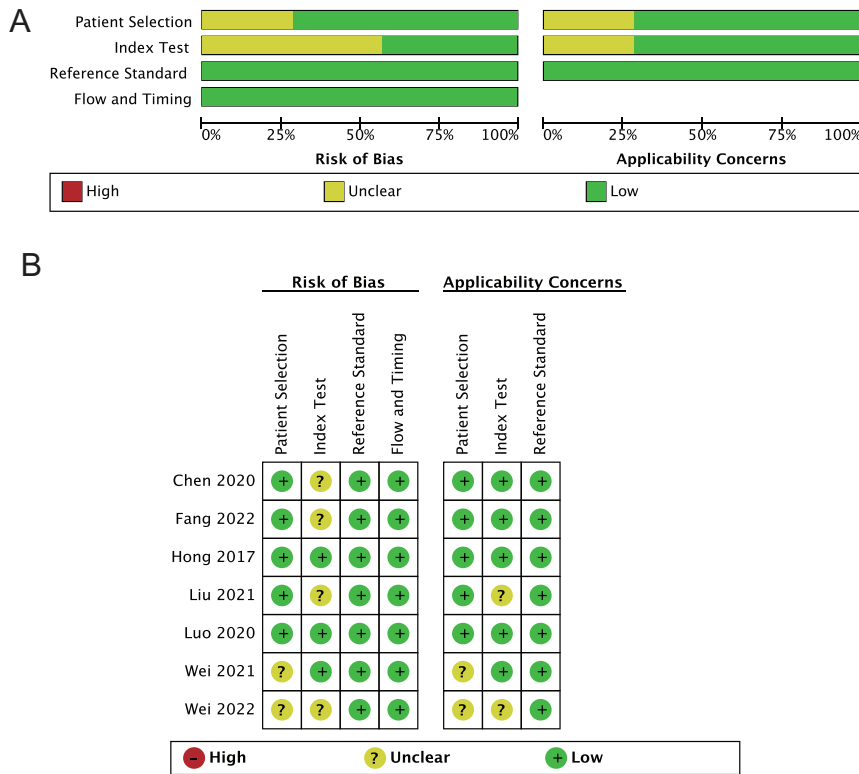 A
Patient Selection
Index Test
Reference Standard
Flow and Timing
0% 25% 50% 75% 100% 0% 25% 50% 75% 100%
Risk of Bias Applicability Concerns
High Unclear Low
B
Risk of Bias Applicability Concerns
Patient Selection Index Test Reference Standard Flow and Timing Patient Selection Index Test Reference Standard
Chen 2020 + ? + + + + +
Fang 2022 + ? + + + + +
Hong 2017 + + + + + + +
Liu 2021 + ? + + + ? +
Luo 2020 + + + + + + +
Wei 2021 ? + + + ? + +
Wei 2022 ? ? + + ? ? +
– High ? Unclear + Low